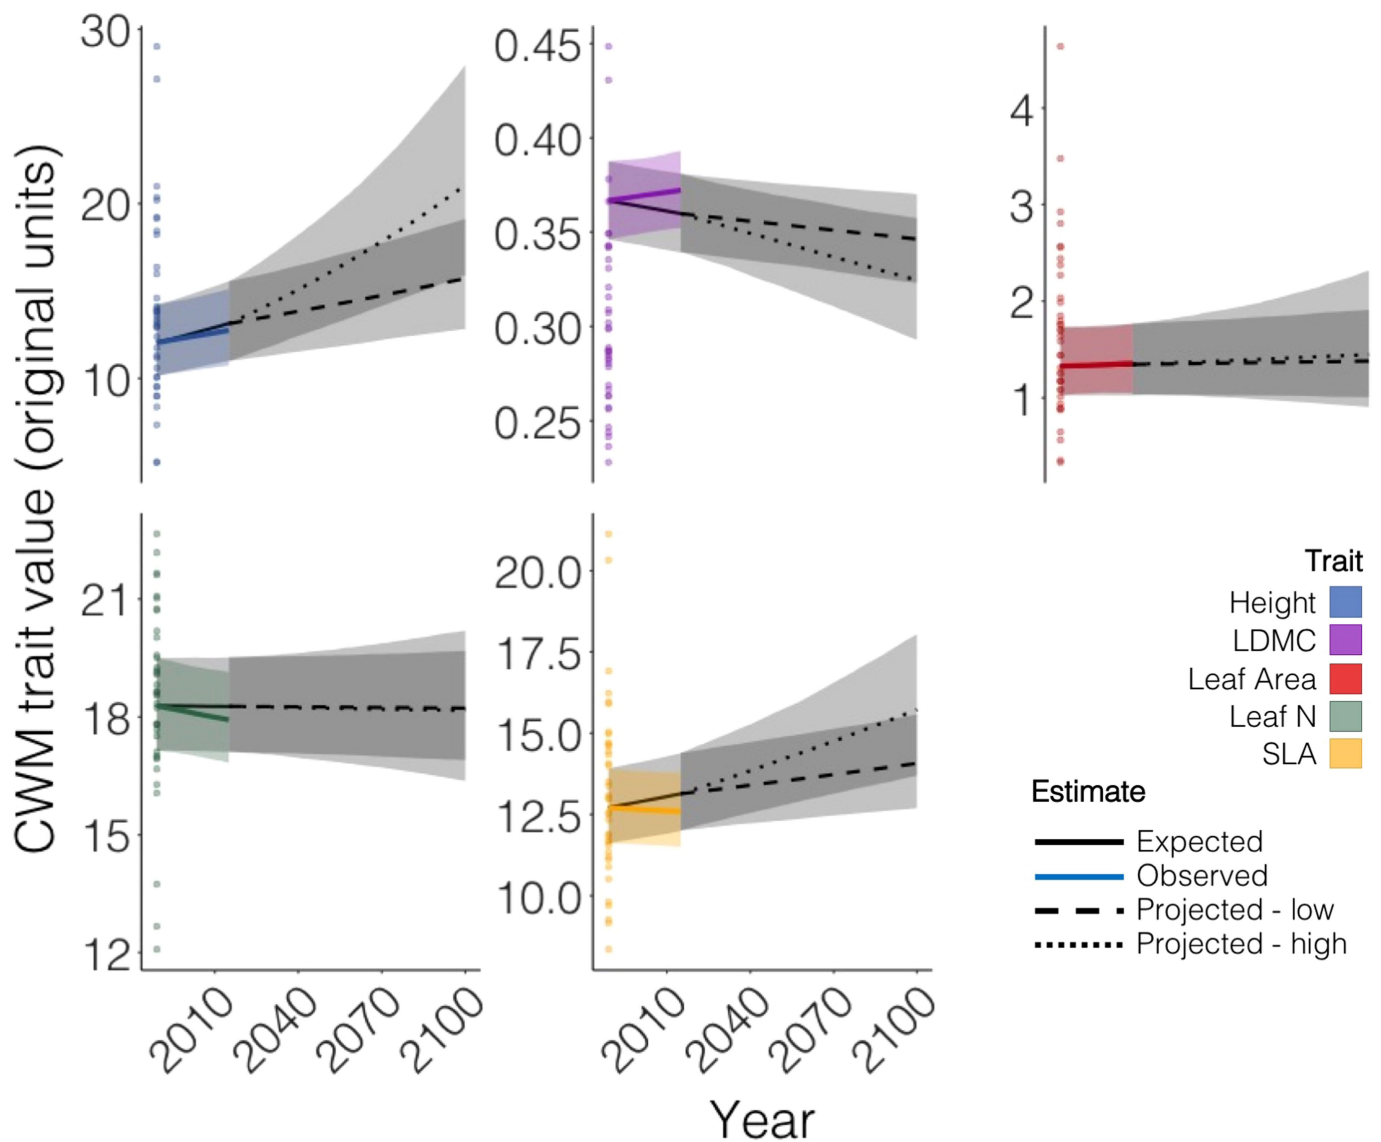 CWM trait value (original units)
30
20
10
0.45
0.40
0.35
0.30
0.25
4
3
2
1
21
18
15
12
2010
2040
2070
2100
20.0
17.5
15.0
12.5
10.0
2010
2040
2070
2100
Year
Trait
Height
LDMC
Leaf Area
Leaf N
SLA
Estimate
Expected
Observed
Projected - low
Projected - high